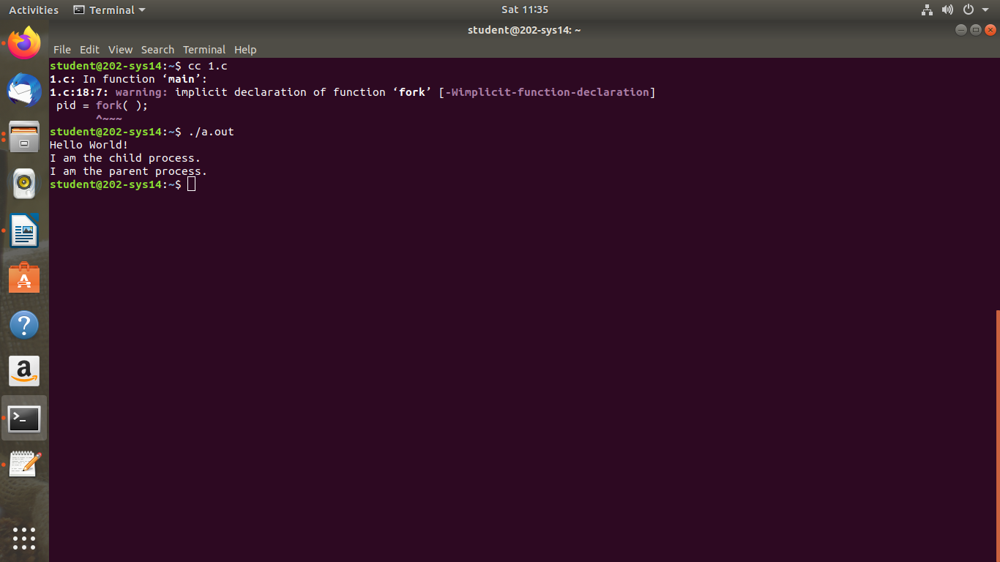 Activities Terminal Sat 11:35
student@202-sys14: ~
File Edit View Search Terminal Help
student@202-sys14:~$ cc 1.c
1.c: In function ‘main’:
1.c:18:7: warning: implicit declaration of function ‘fork’ [-Wimplicit-function-declaration]
 pid = fork( );
       ^~~~
student@202-sys14:~$ ./a.out
Hello World!
I am the child process.
I am the parent process.
student@202-sys14:~$